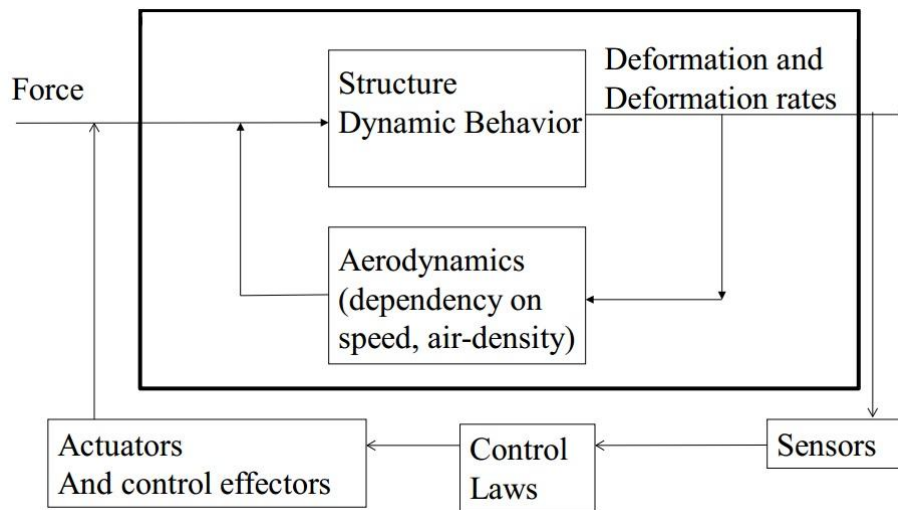 Force
Structure
Dynamic Behavior
Deformation and
Deformation rates
Aerodynamics
(dependency on
speed, air-density)
Actuators
And control effectors
Control
Laws
Sensors